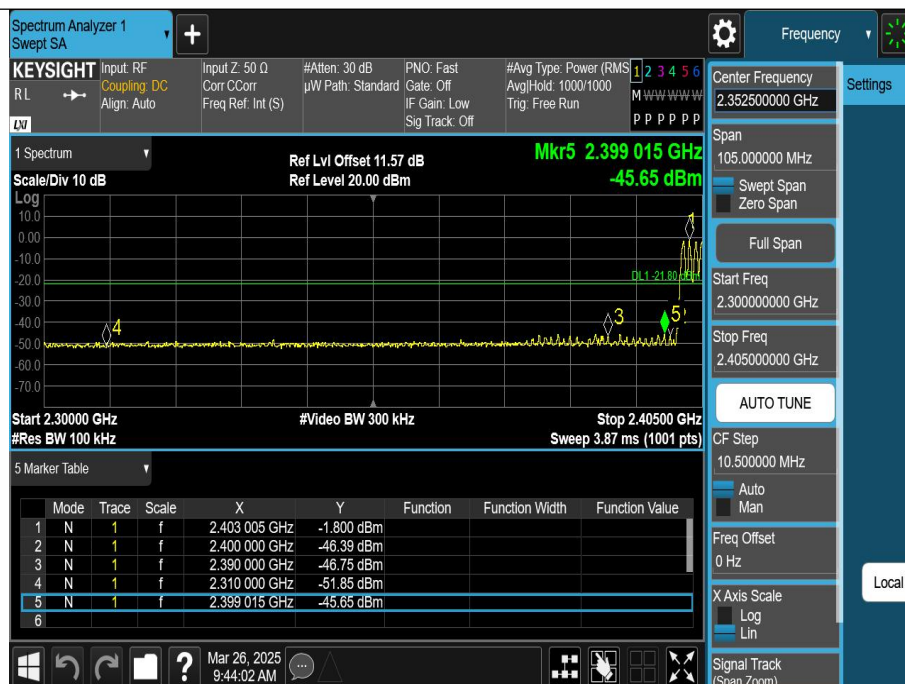 Spectrum Analyzer 1
Swept SA
+
Frequency
KEYSIGHT Input: RF Input Z: 50 Ω #Atten: 30 dB PNO: Fast #Avg Type: Power (RMS 1 2 3 4 5 6
RL Coupling: DC Corr CCorr µW Path: Standard Gate: Off Avg|Hold: 1000/1000 M W W W W W
Align: Auto Freq Ref: Int (S) IF Gain: Low Trig: Free Run
LXI Sig Track: Off P P P P P P
1 Spectrum
Scale/Div 10 dB
Ref Lvl Offset 11.57 dB
Ref Level 20.00 dBm
Mkr5 2.399 015 GHz
-45.65 dBm
Log
10.0
0.00
-10.0
-20.0
-30.0
-40.0
-50.0
-60.0
-70.0
1
DL1 -21.80 dBm
4
3
5
Start 2.30000 GHz #Video BW 300 kHz Stop 2.40500 GHz
#Res BW 100 kHz Sweep 3.87 ms (1001 pts)
5 Marker Table
Mode Trace Scale X Y Function Function Width Function Value
1 N 1 f 2.403 005 GHz -1.800 dBm
2 N 1 f 2.400 000 GHz -46.39 dBm
3 N 1 f 2.390 000 GHz -46.75 dBm
4 N 1 f 2.310 000 GHz -51.85 dBm
5 N 1 f 2.399 015 GHz -45.65 dBm
6
?
Mar 26, 2025
9:44:02 AM
Center Frequency
2.352500000 GHz
Settings
Span
105.000000 MHz
Swept Span
Zero Span
Full Span
Start Freq
2.300000000 GHz
Stop Freq
2.405000000 GHz
AUTO TUNE
CF Step
10.500000 MHz
Auto
Man
Freq Offset
0 Hz
Local
X Axis Scale
Log
Lin
Signal Track
(Span Zoom)